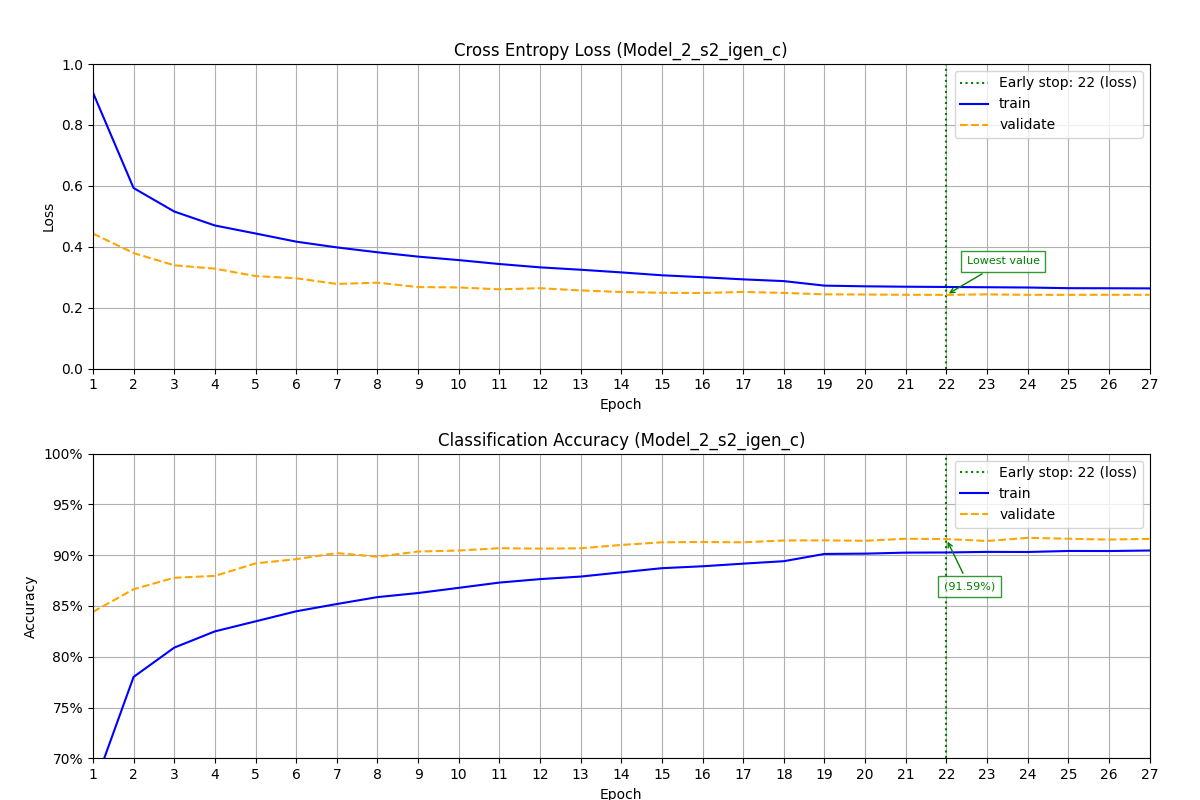 Cross Entropy Loss (Model_2_s2_igen_c)
1.0
0.8
0.6
0.4
0.2
0.0
Loss
Early stop: 22 (loss)
train
validate
Lowest value
1 2 3 4 5 6 7 8 9 10 11 12 13 14 15 16 17 18 19 20 21 22 23 24 25 26 27
Epoch
Classification Accuracy (Model_2_s2_igen_c)
100%
95%
90%
85%
80%
75%
70%
Accuracy
Early stop: 22 (loss)
train
validate
(91.59%)
1 2 3 4 5 6 7 8 9 10 11 12 13 14 15 16 17 18 19 20 21 22 23 24 25 26 27
Epoch